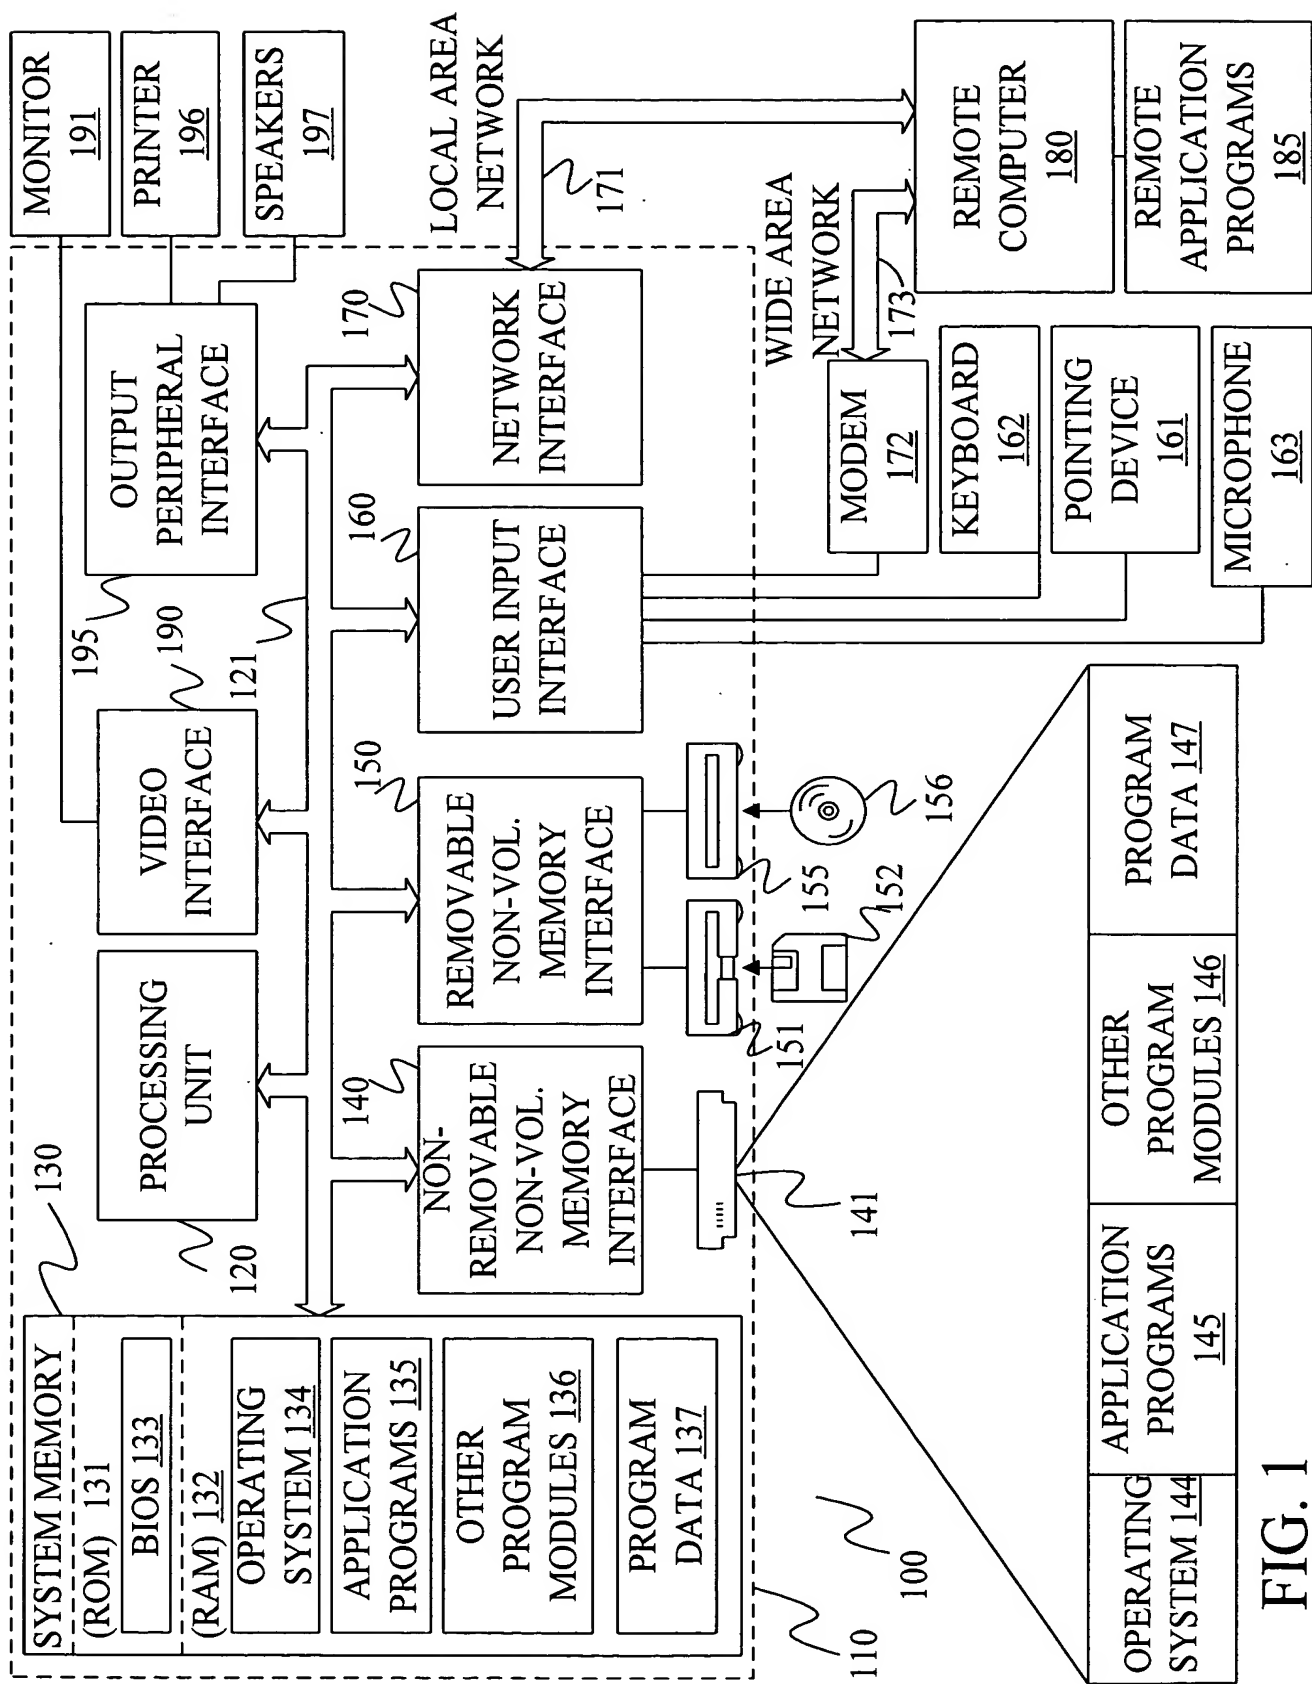 SYSTEM MEMORY
(ROM) 131
BIOS 133
(RAM) 132
OPERATING
SYSTEM 134
APPLICATION
PROGRAMS 135
OTHER
PROGRAM
MODULES 136
PROGRAM
DATA 137
130
PROCESSING
UNIT
120
VIDEO
INTERFACE
190
121
OUTPUT
PERIPHERAL
INTERFACE
195
MONITOR
191
PRINTER
196
SPEAKERS
197
NON-
REMOVABLE
NON-VOL.
MEMORY
INTERFACE
140
REMOVABLE
NON-VOL.
MEMORY
INTERFACE
150
USER INPUT
INTERFACE
160
NETWORK
INTERFACE
170
LOCAL AREA
NETWORK
171
141
151
152
155
156
WIDE AREA
NETWORK
173
MODEM
172
KEYBOARD
162
POINTING
DEVICE
161
MICROPHONE
163
REMOTE
COMPUTER
180
REMOTE
APPLICATION
PROGRAMS
185
110
100
OPERATING
SYSTEM 144
APPLICATION
PROGRAMS
145
OTHER
PROGRAM
MODULES 146
PROGRAM
DATA 147
FIG. 1